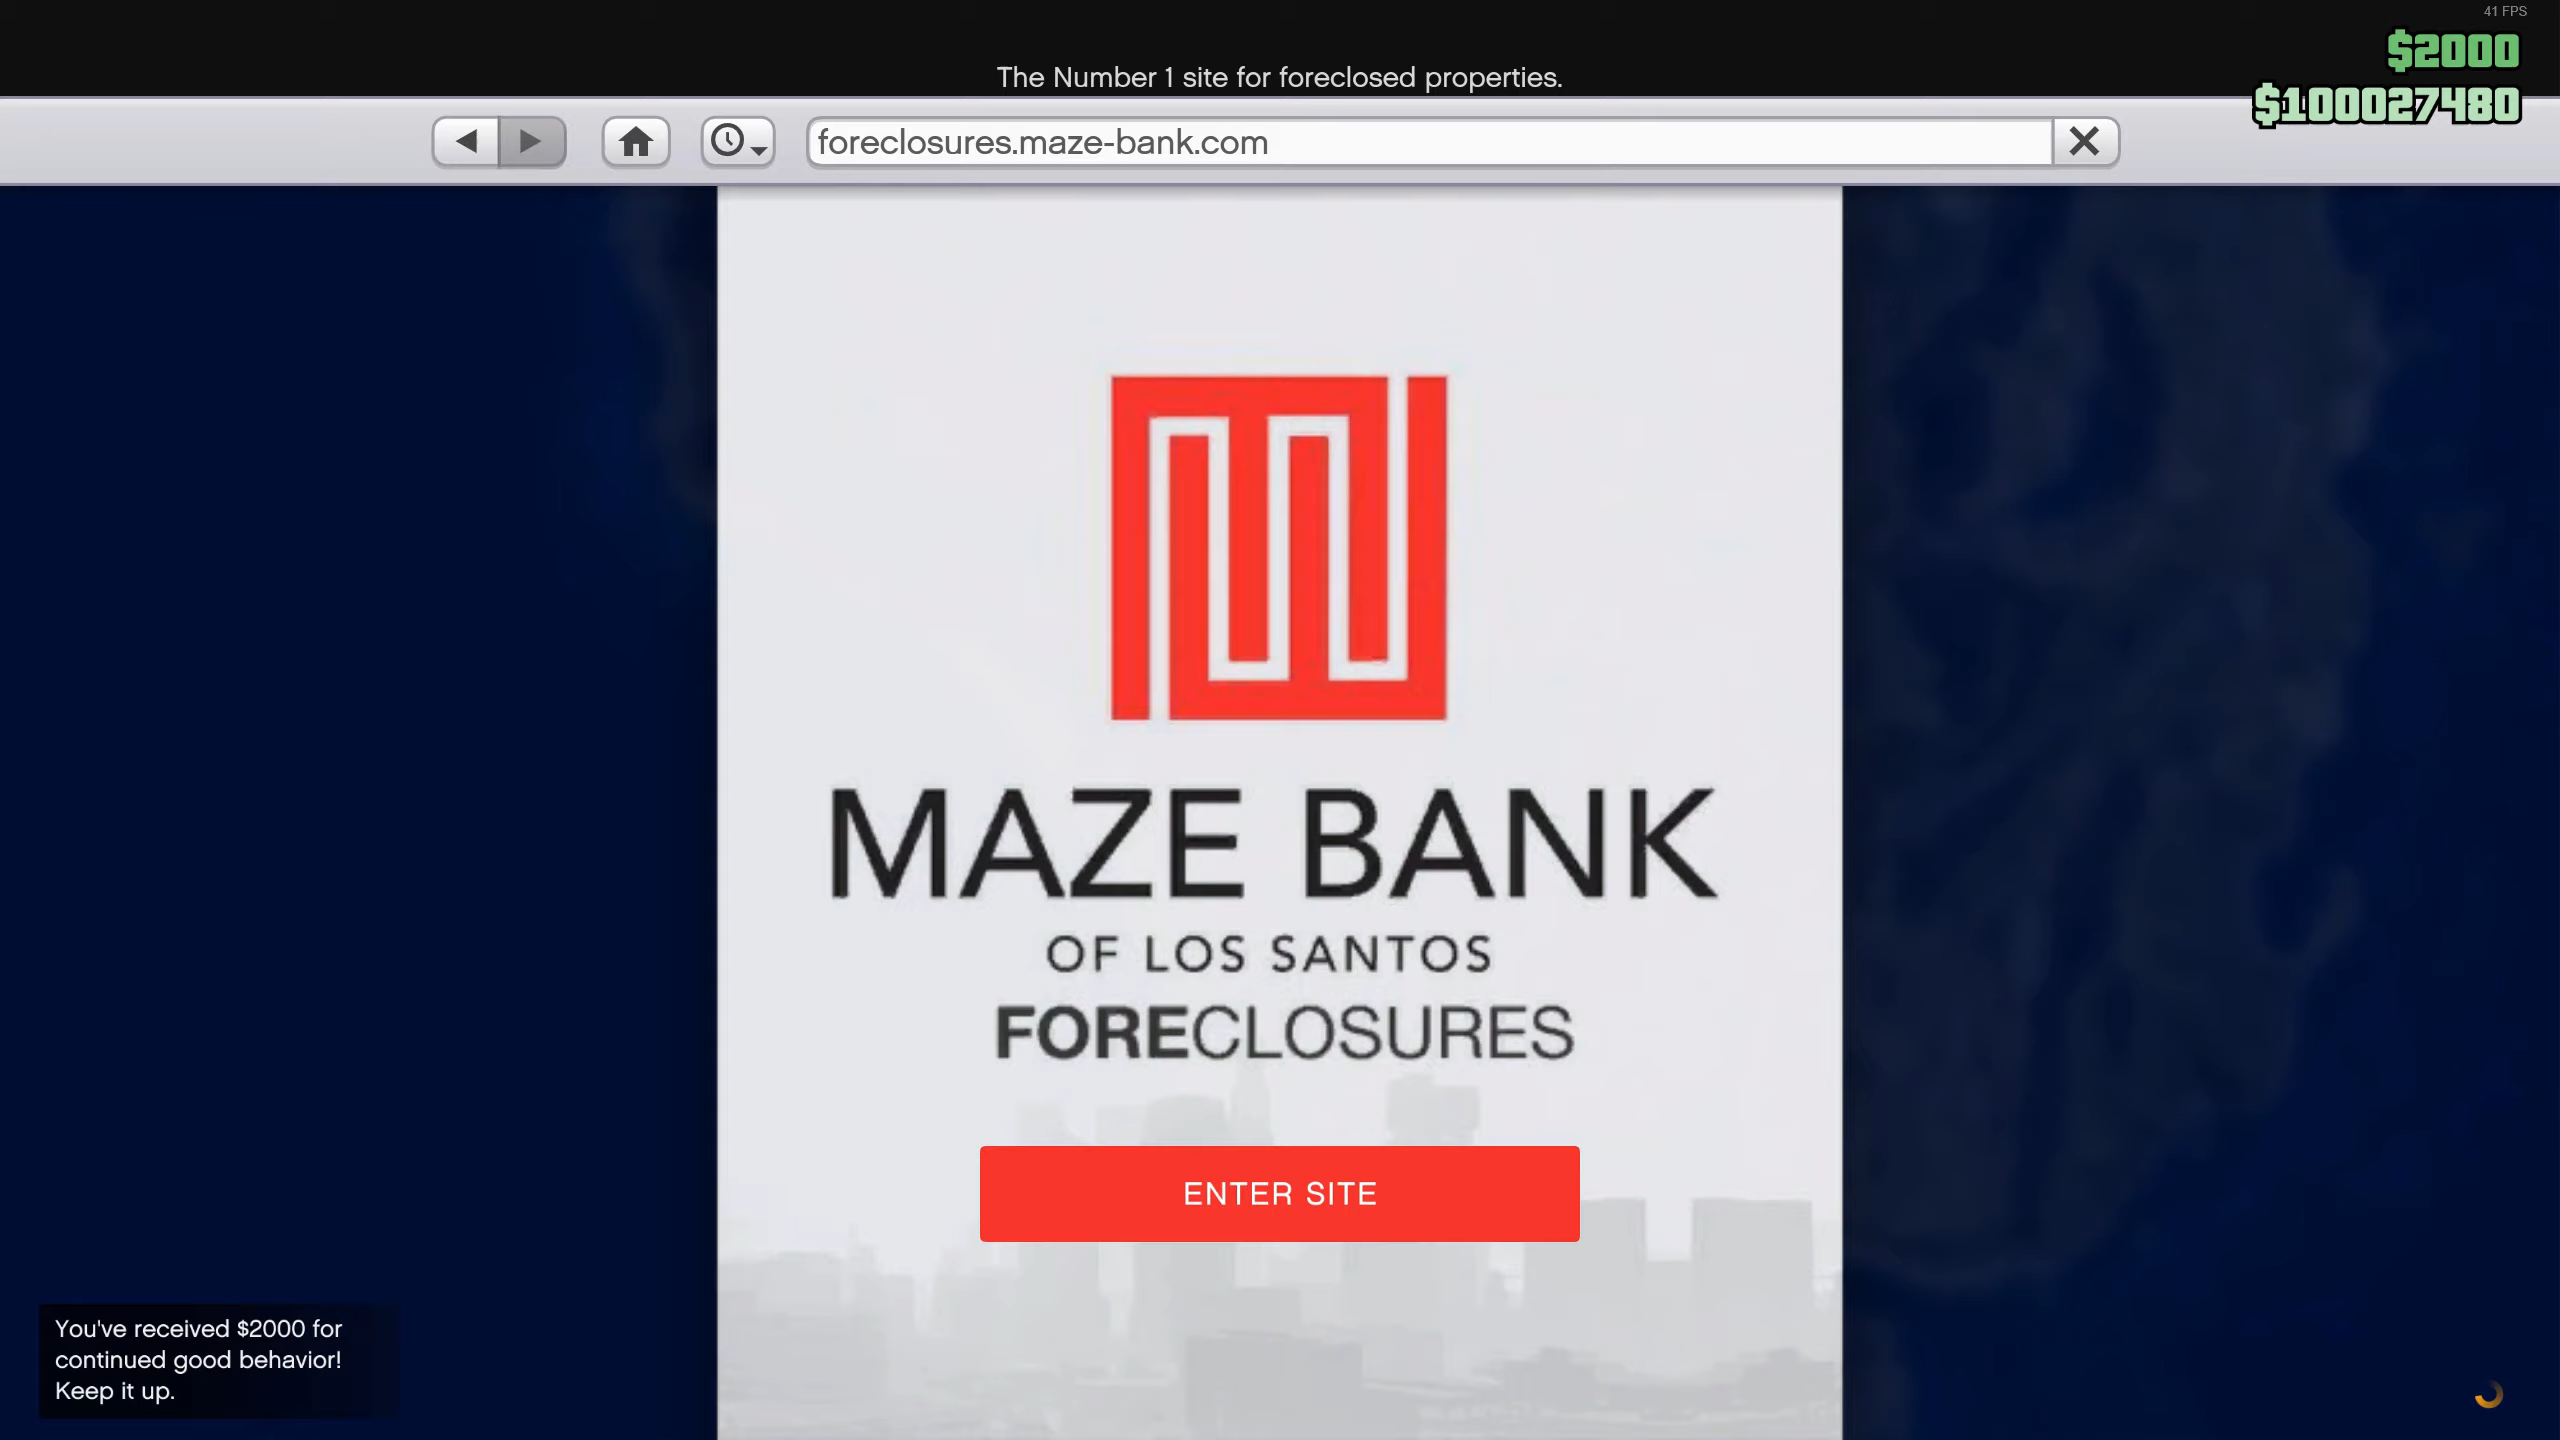 41 FPS
$2000
The Number 1 site for foreclosed properties.
$100027480
foreclosures.maze-bank.com
MAZE BANK
OF LOS SANTOS
FORECLOSURES
ENTER SITE
You've received $2000 for
continued good behavior!
Keep it up.